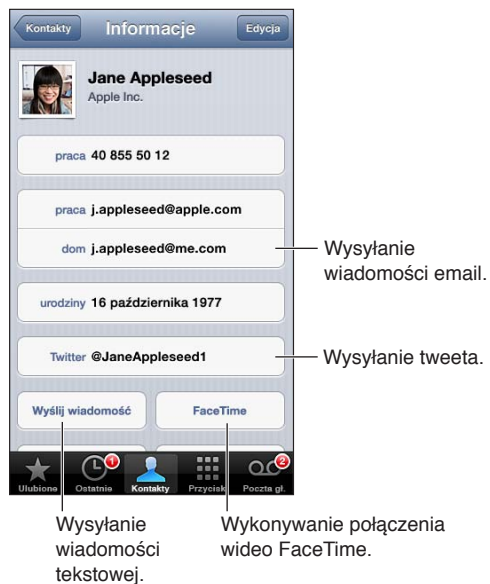 Kontakty Informacje Edycja
Jane Appleseed
Apple Inc.
praca 40 855 50 12
praca j.appleseed@apple.com
dom j.appleseed@me.com
Wysyłanie
wiadomości email.
urodziny 16 października 1977
Twitter @JaneAppleseed1
Wysyłanie tweeta.
Wyślij wiadomość FaceTime
1 2
Ulubione Ostatnie Kontakty Przyciski Poczta gł.
Wysyłanie
wiadomości
tekstowej.
Wykonywanie połączenia
wideo FaceTime.